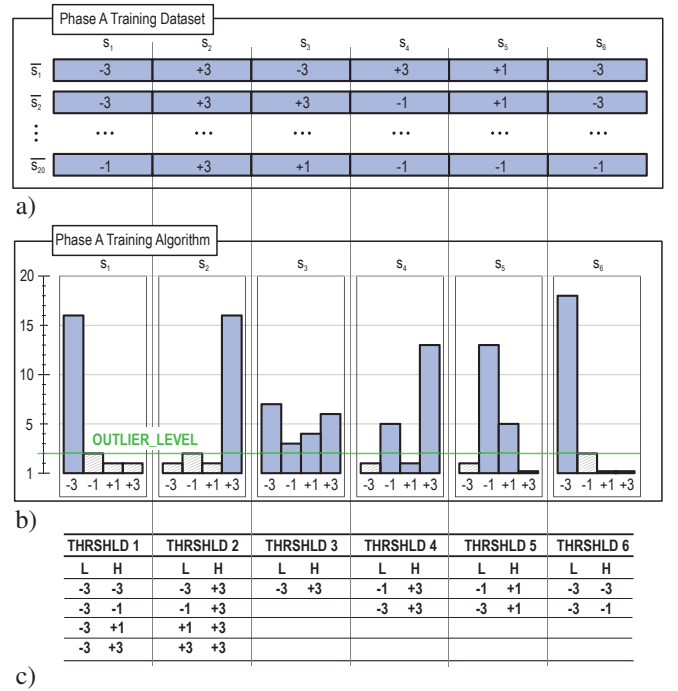 Phase A Training Dataset
s1 s2 s3 s4 s5 s6
s1 -3 +3 -3 +3 +1 -3
s2 -3 +3 +3 -1 +1 -3
⋮ ... ... ... ... ... ...
s20 -1 +3 +1 -1 -1 -1
a)
Phase A Training Algorithm
s1 s2 s3 s4 s5 s6
20
15
10
5
1
OUTLIER_LEVEL
-3 -1 +1 +3 -3 -1 +1 +3 -3 -1 +1 +3 -3 -1 +1 +3 -3 -1 +1 +3 -3 -1 +1 +3
b)
THRSHLD 1 THRSHLD 2 THRSHLD 3 THRSHLD 4 THRSHLD 5 THRSHLD 6
L H L H L H L H L H L H
-3 -3 -3 +3 -3 +3 -1 +3 -1 +1 -3 -3
-3 -1 -1 +3 -3 +3 -3 +1 -3 -1
-3 +1 +1 +3
-3 +3 +3 +3
c)